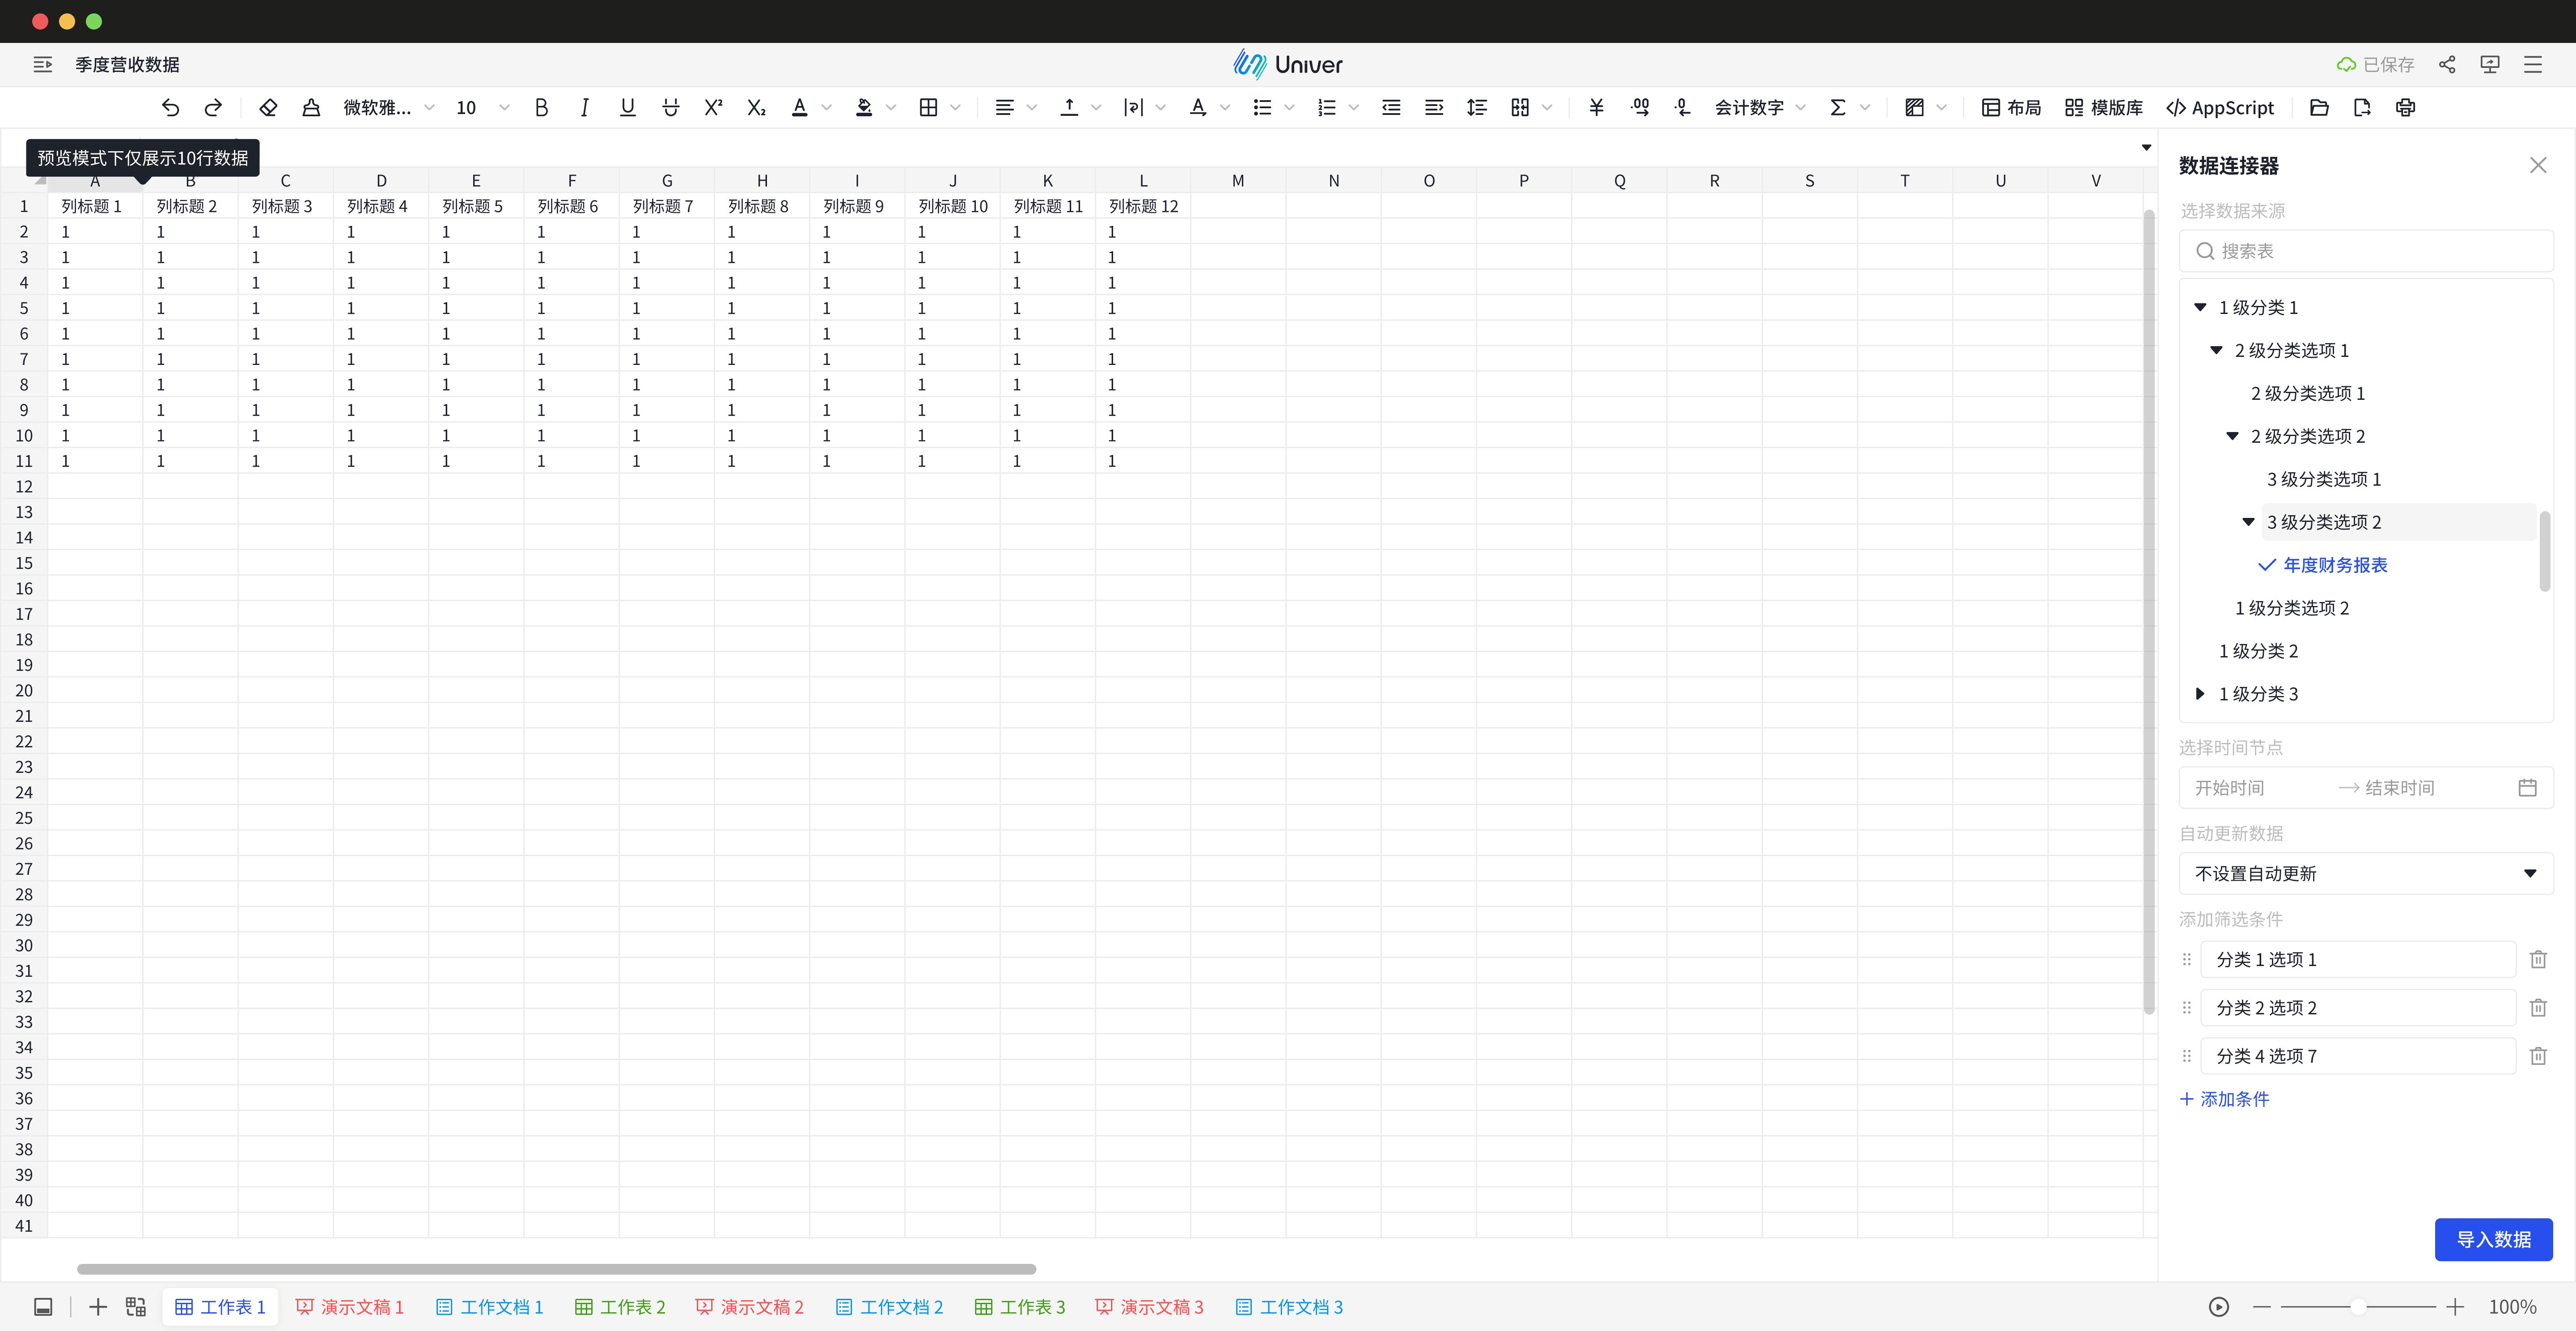 季度营收数据
Univer
已保存
微软雅... 10 会计数字 布局 模版库 AppScript
预览模式下仅展示10行数据
A B C D E F G H I J K L M N O P Q R S T U V
1 列标题 1 列标题 2 列标题 3 列标题 4 列标题 5 列标题 6 列标题 7 列标题 8 列标题 9 列标题 10 列标题 11 列标题 12
2 1 1 1 1 1 1 1 1 1 1 1 1
3 1 1 1 1 1 1 1 1 1 1 1 1
4 1 1 1 1 1 1 1 1 1 1 1 1
5 1 1 1 1 1 1 1 1 1 1 1 1
6 1 1 1 1 1 1 1 1 1 1 1 1
7 1 1 1 1 1 1 1 1 1 1 1 1
8 1 1 1 1 1 1 1 1 1 1 1 1
9 1 1 1 1 1 1 1 1 1 1 1 1
10 1 1 1 1 1 1 1 1 1 1 1 1
11 1 1 1 1 1 1 1 1 1 1 1 1
12
13
14
15
16
17
18
19
20
21
22
23
24
25
26
27
28
29
30
31
32
33
34
35
36
37
38
39
40
41
数据连接器
选择数据来源
搜索表
1 级分类 1
2 级分类选项 1
2 级分类选项 1
2 级分类选项 2
3 级分类选项 1
3 级分类选项 2
年度财务报表
1 级分类选项 2
1 级分类 2
1 级分类 3
选择时间节点
开始时间 结束时间
自动更新数据
不设置自动更新
添加筛选条件
分类 1 选项 1
分类 2 选项 2
分类 4 选项 7
添加条件
导入数据
工作表 1 演示文稿 1 工作文档 1 工作表 2 演示文稿 2 工作文档 2 工作表 3 演示文稿 3 工作文档 3 100%